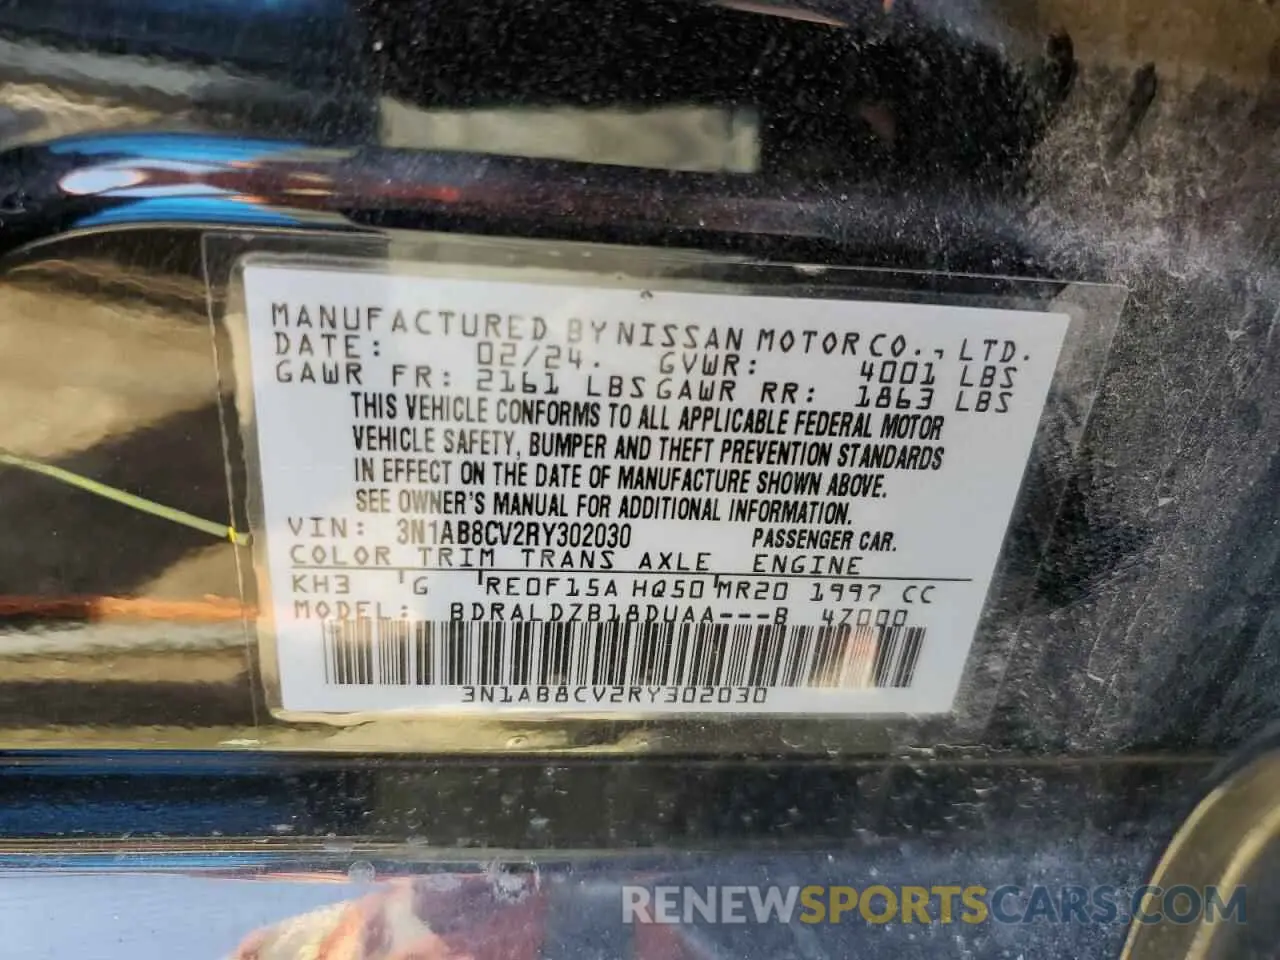 MANUFACTURED BY NISSAN MOTOR CO., LTD.
DATE: 02/24. GVWR: 4001 LBS
GAWR FR: 2161 LBS GAWR RR: 1863 LBS
THIS VEHICLE CONFORMS TO ALL APPLICABLE FEDERAL MOTOR
VEHICLE SAFETY, BUMPER AND THEFT PREVENTION STANDARDS
IN EFFECT ON THE DATE OF MANUFACTURE SHOWN ABOVE.
SEE OWNER'S MANUAL FOR ADDITIONAL INFORMATION.
VIN: 3N1AB8CV2RY302030 PASSENGER CAR.
COLOR TRIM TRANS AXLE ENGINE
KH3 G RE0F15A HQ50 MR20 1997 CC
MODEL: BDRALDZB18DUAA---B 47000
3N1AB8CV2RY302030
RENEWSPORTSCARS.COM